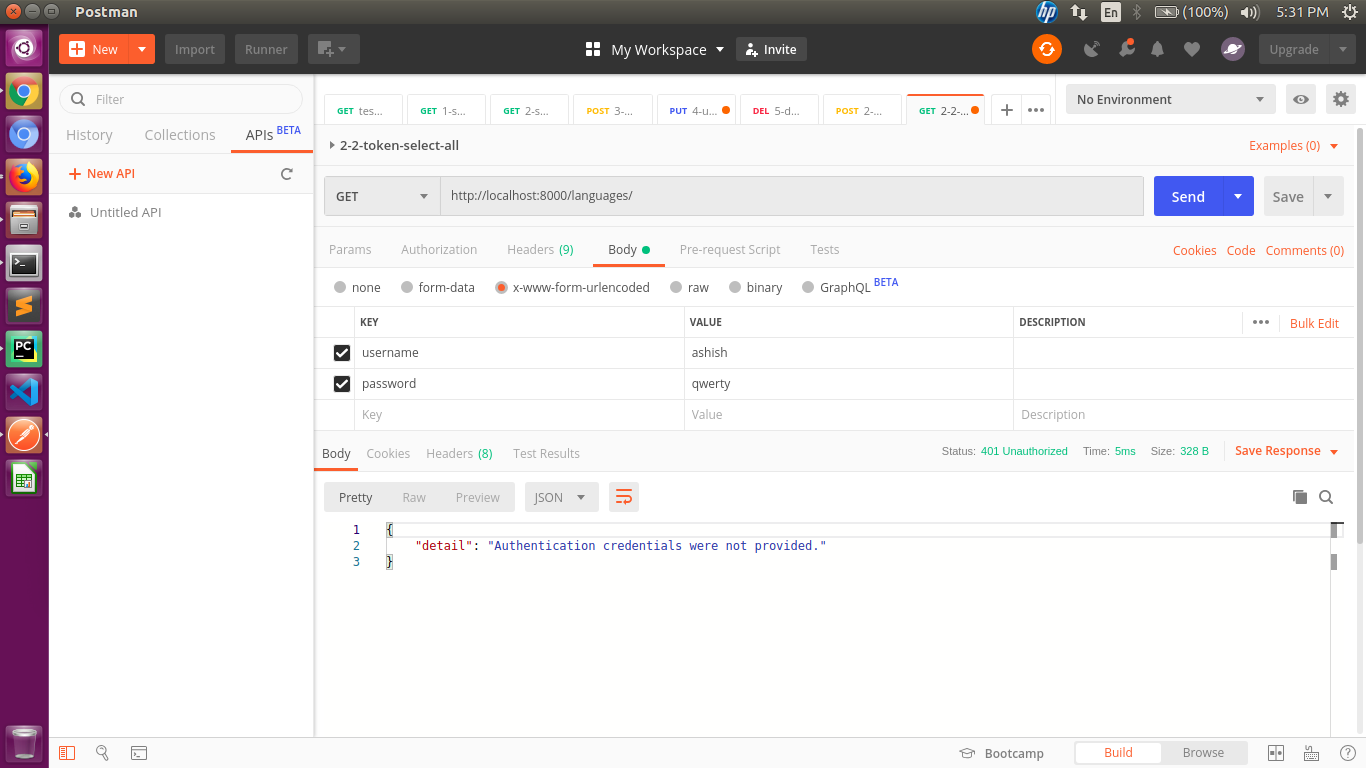 Postman
hp En (100%) 5:31 PM
New Import Runner My Workspace Invite Upgrade
Filter
History Collections APIs BETA
New API
Untitled API
GET tes... GET 1-s... GET 2-s... POST 3-... PUT 4-u... DEL 5-d... POST 2-... GET 2-2-... No Environment
2-2-token-select-all Examples (0)
GET http://localhost:8000/languages/ Send Save
Params Authorization Headers (9) Body Pre-request Script Tests Cookies Code Comments (0)
none form-data x-www-form-urlencoded raw binary GraphQL BETA
KEY VALUE DESCRIPTION Bulk Edit
username ashish
password qwerty
Key Value Description
Body Cookies Headers (8) Test Results Status: 401 Unauthorized Time: 5ms Size: 328 B Save Response
Pretty Raw Preview JSON
1 {
2 "detail": "Authentication credentials were not provided."
3 }
PC
Bootcamp Build Browse